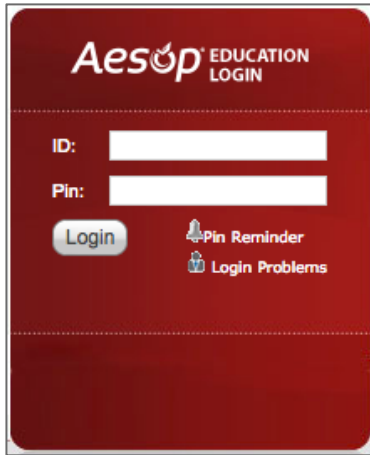 Aesop EDUCATION
LOGIN
ID:
Pin:
Login
Pin Reminder
Login Problems